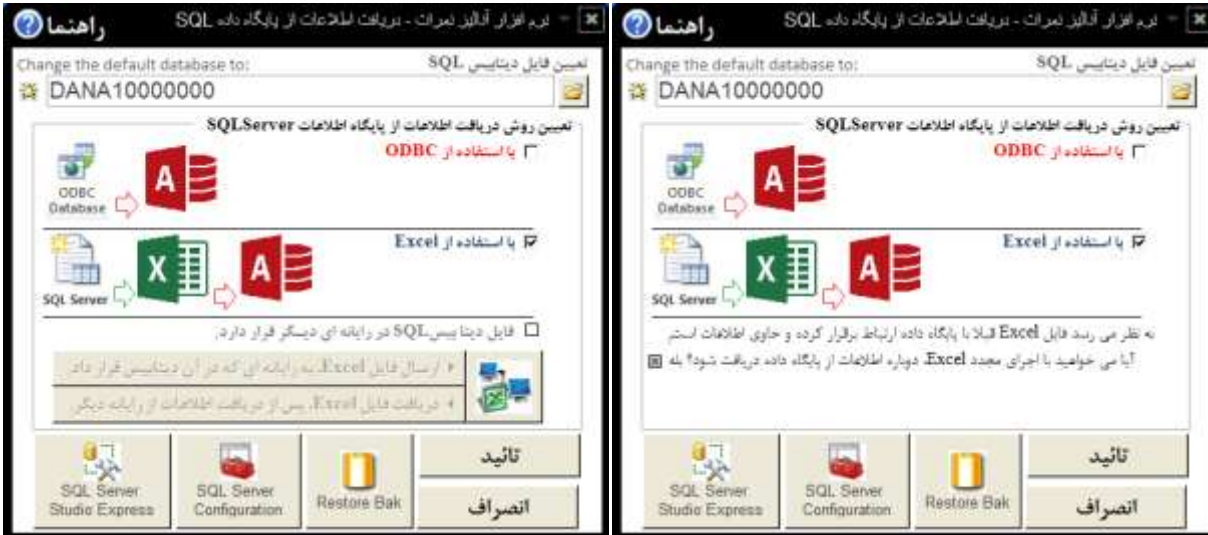 نرم افزار آنالیز نمرات - دریافت اطلاعات از پایگاه داده SQL
راهنما
تعیین فایل دیتابیس SQL
Change the default database to:
DANA10000000
تعیین روش دریافت اطلاعات از پایگاه اطلاعات SQLServer
با استفاده از ODBC
ODBC
Database
با استفاده از Excel
SQL Server
به نظر می رسد فایل Excel قبلا با پایگاه داده ارتباط برقرار کرده و حاوی اطلاعات است.
آیا می خواهید با اجرای مجدد Excel، دوباره اطلاعات از پایگاه داده دریافت شود؟ بله
تائید
انصراف
Restore Bak
SQL Server
Configuration
SQL Server
Studio Express
نرم افزار آنالیز نمرات - دریافت اطلاعات از پایگاه داده SQL
راهنما
تعیین فایل دیتابیس SQL
Change the default database to:
DANA10000000
تعیین روش دریافت اطلاعات از پایگاه اطلاعات SQLServer
با استفاده از ODBC
ODBC
Database
با استفاده از Excel
SQL Server
فایل دیتا بیس SQL در رایانه ای دیگر قرار دارد.
ارسال فایل Excel، به رایانه ای که در آن دیتابیس قرار داد
دریافت فایل Excel، پس از دریافت اطلاعات از رایانه دیگر.
تائید
انصراف
Restore Bak
SQL Server
Configuration
SQL Server
Studio Express